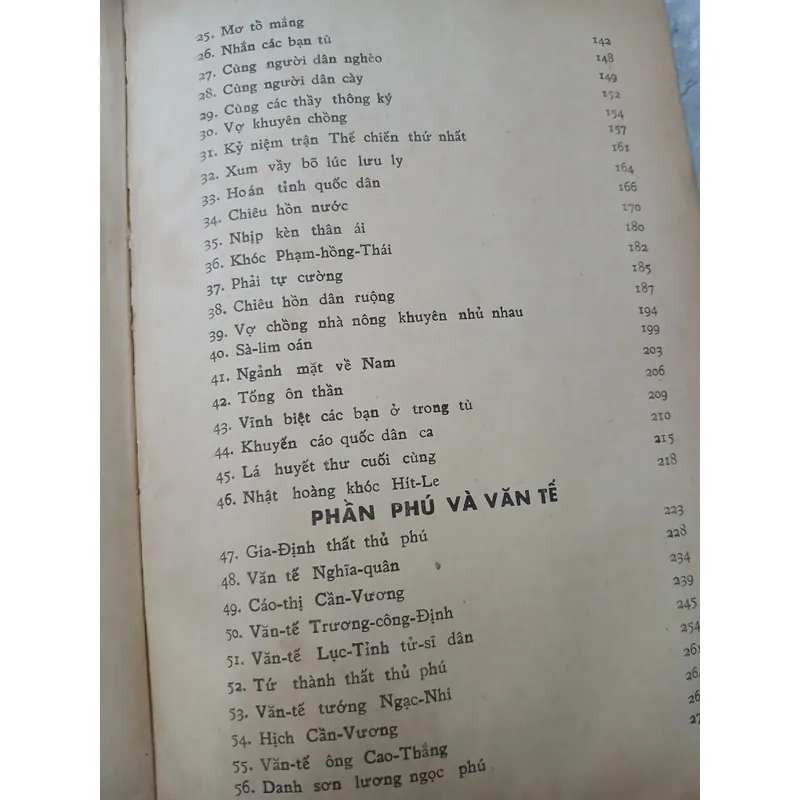 25. Mơ tồ mẳng 142
26. Nhắn các bạn tù 148
27. Cùng người dân nghèo 149
28. Cùng người dân cày 152
29. Cùng các thầy thông ký 154
30. Vợ khuyên chồng 157
31. Kỷ niệm trận Thế chiến thứ nhất 161
32. Xum vầy bõ lúc lưu ly 164
33. Hoán tỉnh quốc dân 166
34. Chiêu hồn nước 170
35. Nhịp kèn thân ái 180
36. Khóc Phạm-hồng-Thái 182
37. Phải tự cường 185
38. Chiêu hồn dân ruộng 187
39. Vợ chồng nhà nông khuyên nhủ nhau 194
40. Sà-lim oán 199
41. Ngảnh mặt về Nam 203
42. Tống ôn thần 206
43. Vĩnh biệt các bạn ở trong tù 209
44. Khuyến cáo quốc dân ca 210
45. Lá huyết thư cuối cùng 215
46. Nhật hoàng khóc Hít-Le 218
PHẦN PHÚ VÀ VĂN TẾ
47. Gia-Định thất thủ phú 223
48. Văn tế Nghĩa-quân 228
49. Cáo-thị Cần-Vương 234
50. Văn-tế Trương-công-Định 239
51. Văn-tế Lục-Tỉnh tử-sĩ dân 245
52. Tứ thành thất thủ phú 254
53. Văn-tế tướng Ngạc-Nhi 261
54. Hịch Cần-Vương 26
55. Văn-tế ông Cao-Thắng 26
56. Danh sơn lương ngọc phú 27